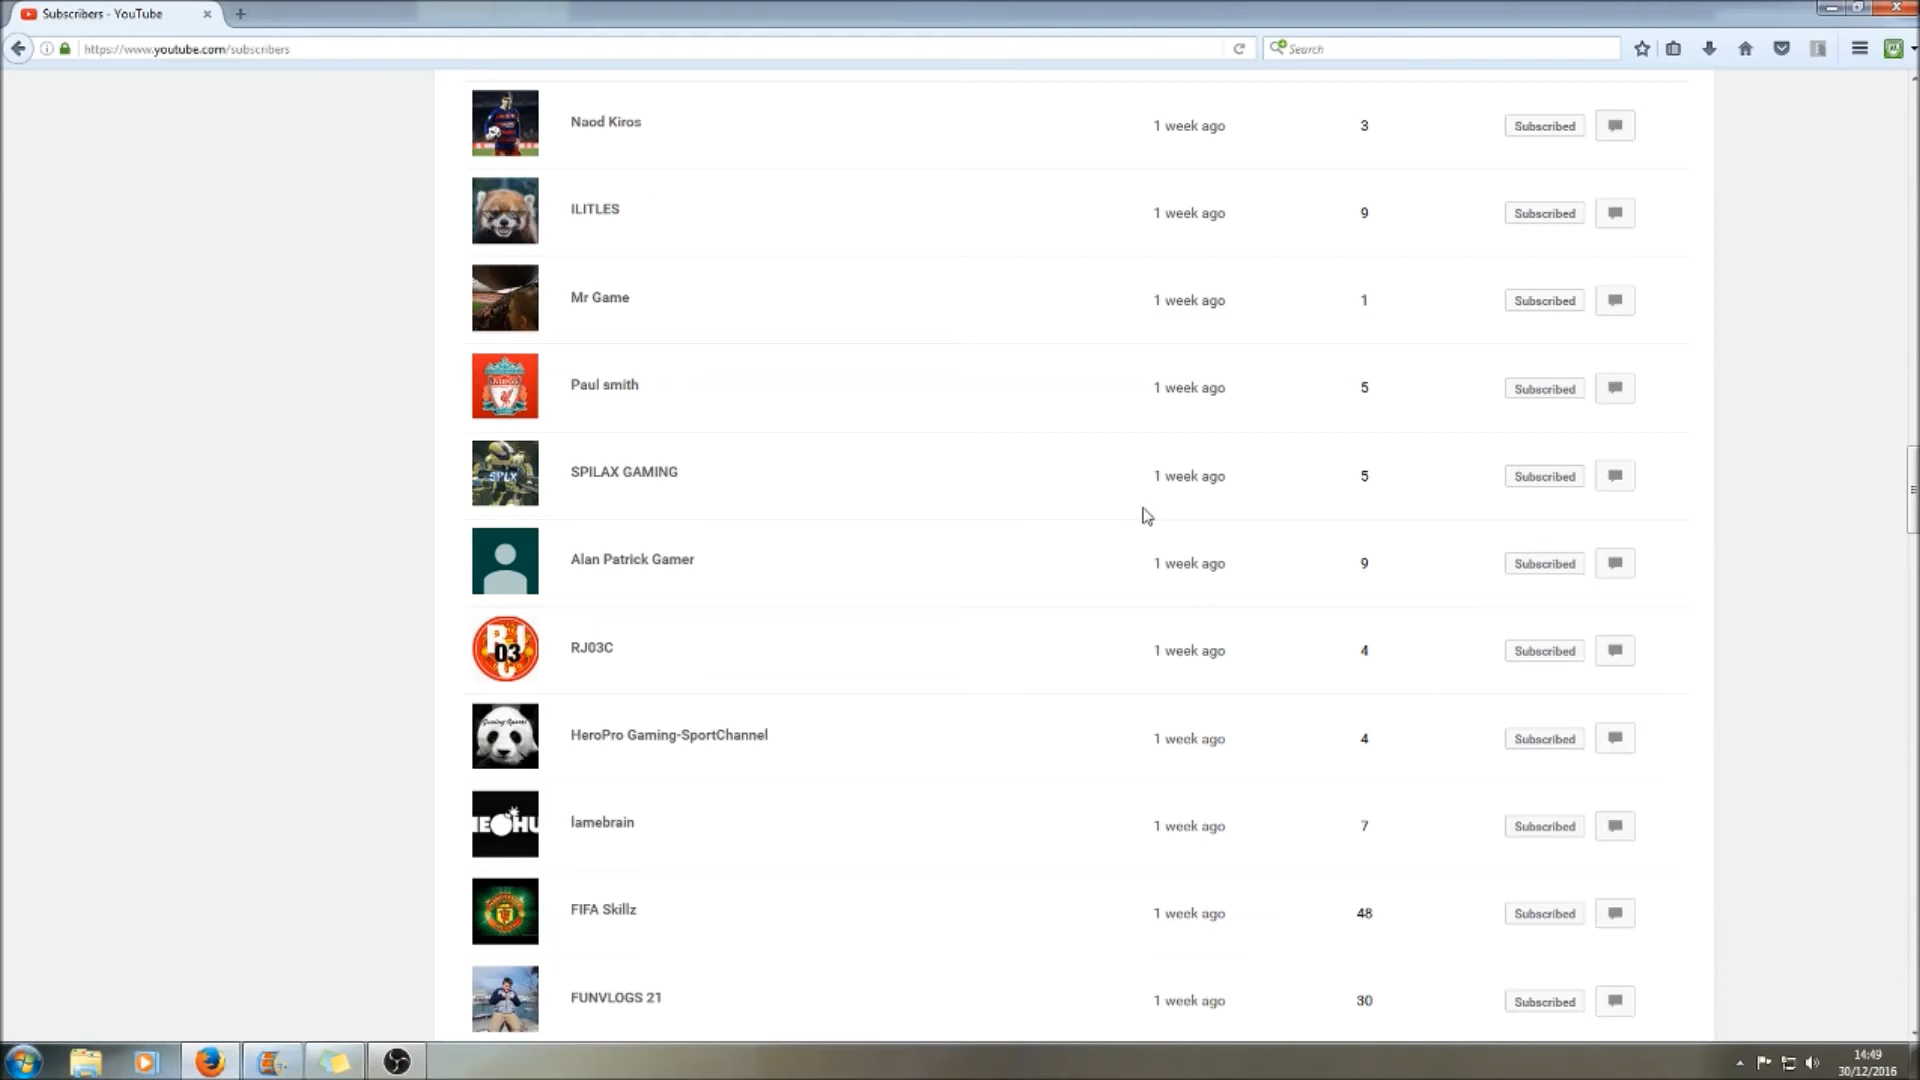 Subscribers - YouTube
https://www.youtube.com/subscribers
Search
Naod Kiros 1 week ago 3 Subscribed
ILITLES 1 week ago 9 Subscribed
Mr Game 1 week ago 1 Subscribed
Paul smith 1 week ago 5 Subscribed
LIVERPOOL
SPILAX GAMING 1 week ago 5 Subscribed
SPLX
Alan Patrick Gamer 1 week ago 9 Subscribed
RJ03C 1 week ago 4 Subscribed
RJ
03
C
HeroPro Gaming-SportChannel 1 week ago 4 Subscribed
lamebrain 1 week ago 7 Subscribed
FIFA Skillz 1 week ago 48 Subscribed
FUNVLOGS 21 1 week ago 30 Subscribed
14:49
30/12/2016